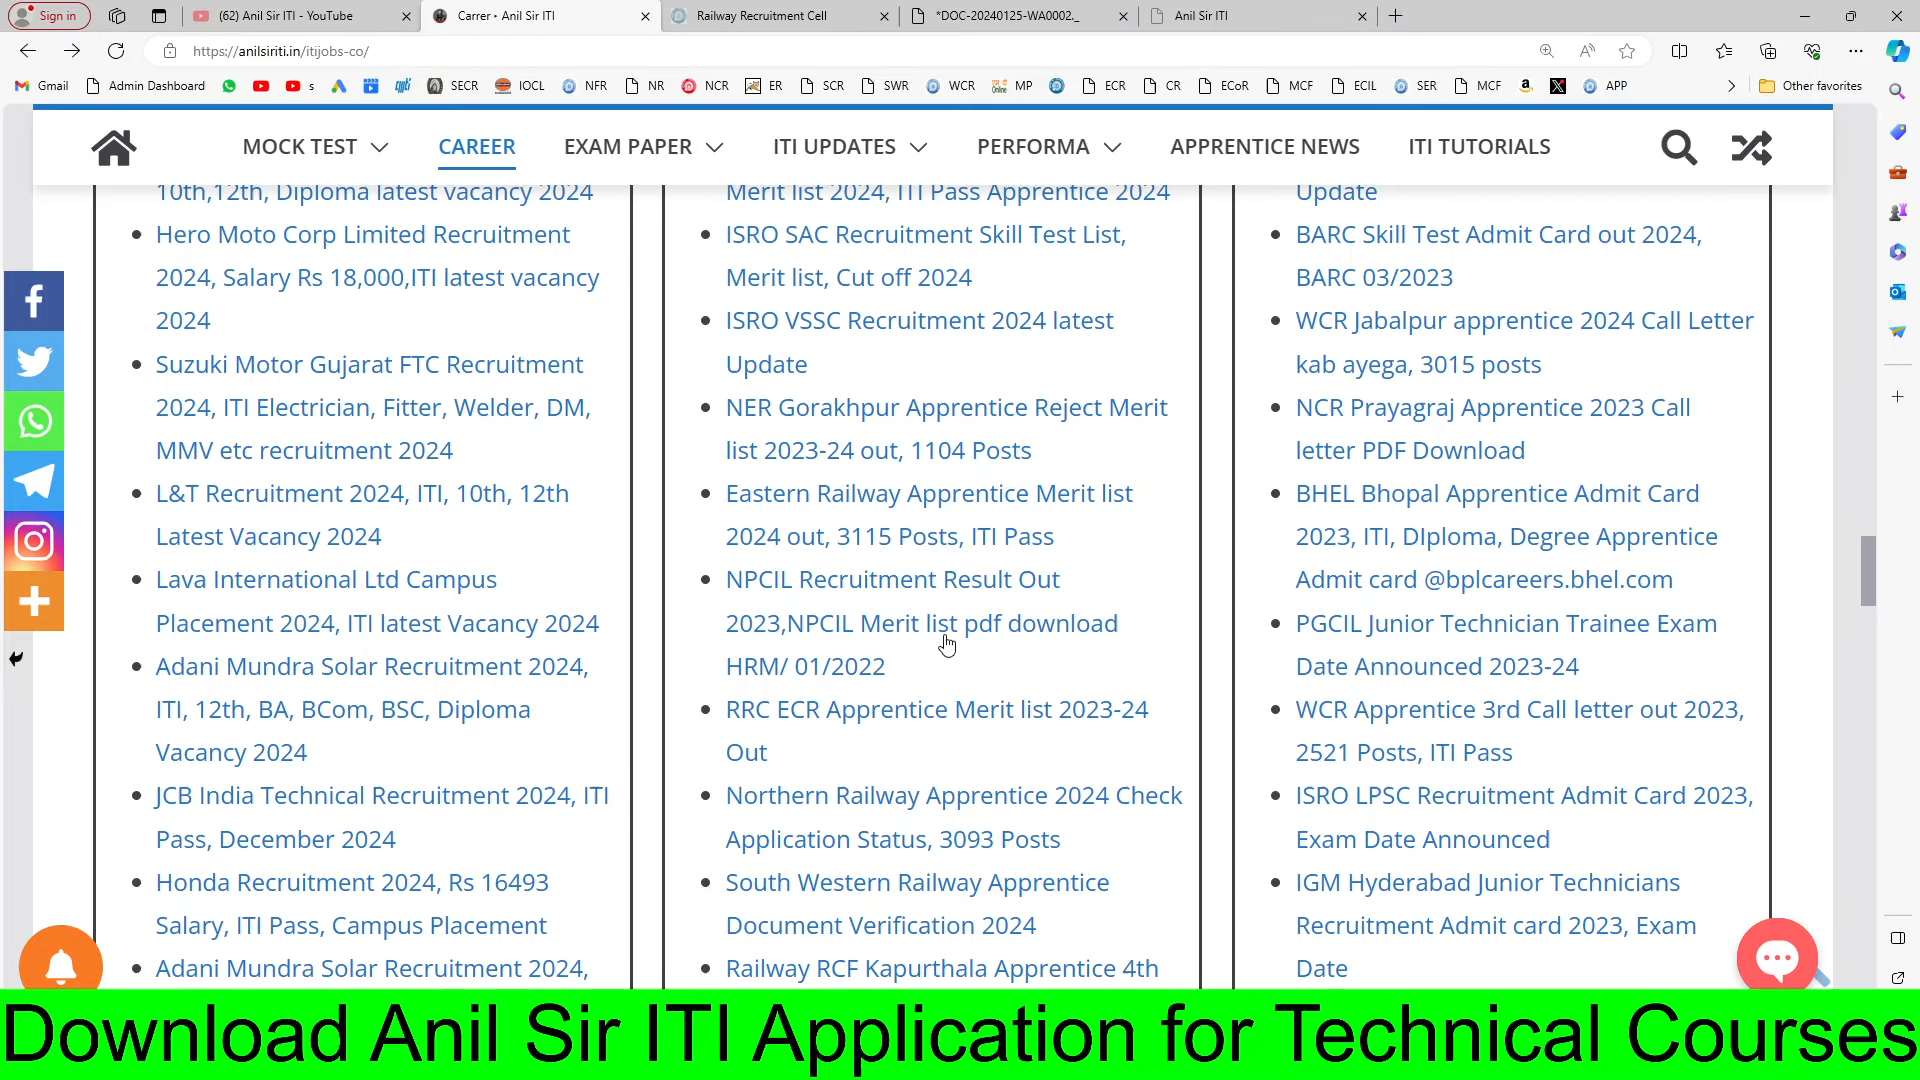 Sign in
(62) Anil Sir ITI - YouTube
Carrer • Anil Sir ITI
Railway Recruitment Cell
*DOC-20240125-WA0002._
Anil Sir ITI
https://anilsiriti.in/itijobs-co/
Gmail
Admin Dashboard
s
SECR
IOCL
NFR
NR
NCR
ER
SCR
SWR
WCR
MP
ECR
CR
ECoR
MCF
ECIL
SER
MCF
APP
Other favorites
MOCK TEST
CAREER
EXAM PAPER
ITI UPDATES
PERFORMA
APPRENTICE NEWS
ITI TUTORIALS
10th,12th, Diploma latest vacancy 2024
Hero Moto Corp Limited Recruitment
2024, Salary Rs 18,000,ITI latest vacancy
2024
Suzuki Motor Gujarat FTC Recruitment
2024, ITI Electrician, Fitter, Welder, DM,
MMV etc recruitment 2024
L&T Recruitment 2024, ITI, 10th, 12th
Latest Vacancy 2024
Lava International Ltd Campus
Placement 2024, ITI latest Vacancy 2024
Adani Mundra Solar Recruitment 2024,
ITI, 12th, BA, BCom, BSC, Diploma
Vacancy 2024
JCB India Technical Recruitment 2024, ITI
Pass, December 2024
Honda Recruitment 2024, Rs 16493
Salary, ITI Pass, Campus Placement
Adani Mundra Solar Recruitment 2024,
Merit list 2024, ITI Pass Apprentice 2024
ISRO SAC Recruitment Skill Test List,
Merit list, Cut off 2024
ISRO VSSC Recruitment 2024 latest
Update
NER Gorakhpur Apprentice Reject Merit
list 2023-24 out, 1104 Posts
Eastern Railway Apprentice Merit list
2024 out, 3115 Posts, ITI Pass
NPCIL Recruitment Result Out
2023,NPCIL Merit list pdf download
HRM/ 01/2022
RRC ECR Apprentice Merit list 2023-24
Out
Northern Railway Apprentice 2024 Check
Application Status, 3093 Posts
South Western Railway Apprentice
Document Verification 2024
Railway RCF Kapurthala Apprentice 4th
Update
BARC Skill Test Admit Card out 2024,
BARC 03/2023
WCR Jabalpur apprentice 2024 Call Letter
kab ayega, 3015 posts
NCR Prayagraj Apprentice 2023 Call
letter PDF Download
BHEL Bhopal Apprentice Admit Card
2023, ITI, DIploma, Degree Apprentice
Admit card @bplcareers.bhel.com
PGCIL Junior Technician Trainee Exam
Date Announced 2023-24
WCR Apprentice 3rd Call letter out 2023,
2521 Posts, ITI Pass
ISRO LPSC Recruitment Admit Card 2023,
Exam Date Announced
IGM Hyderabad Junior Technicians
Recruitment Admit card 2023, Exam
Date
Download Anil Sir ITI Application for Technical Courses